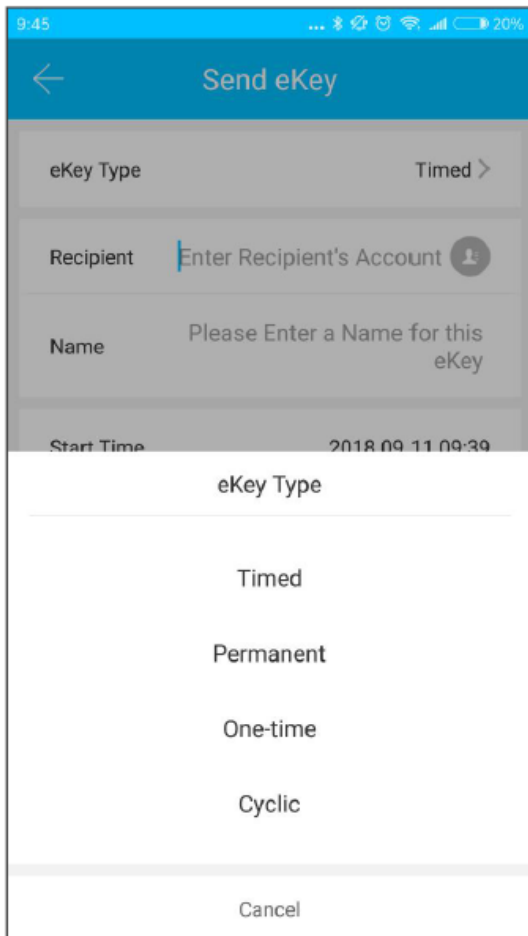 9:45
... 20%
Send eKey
eKey Type Timed >
Recipient Enter Recipient's Account
Name Please Enter a Name for this
eKey
Start Time 2018.09.11 09:39
eKey Type
Timed
Permanent
One-time
Cyclic
Cancel